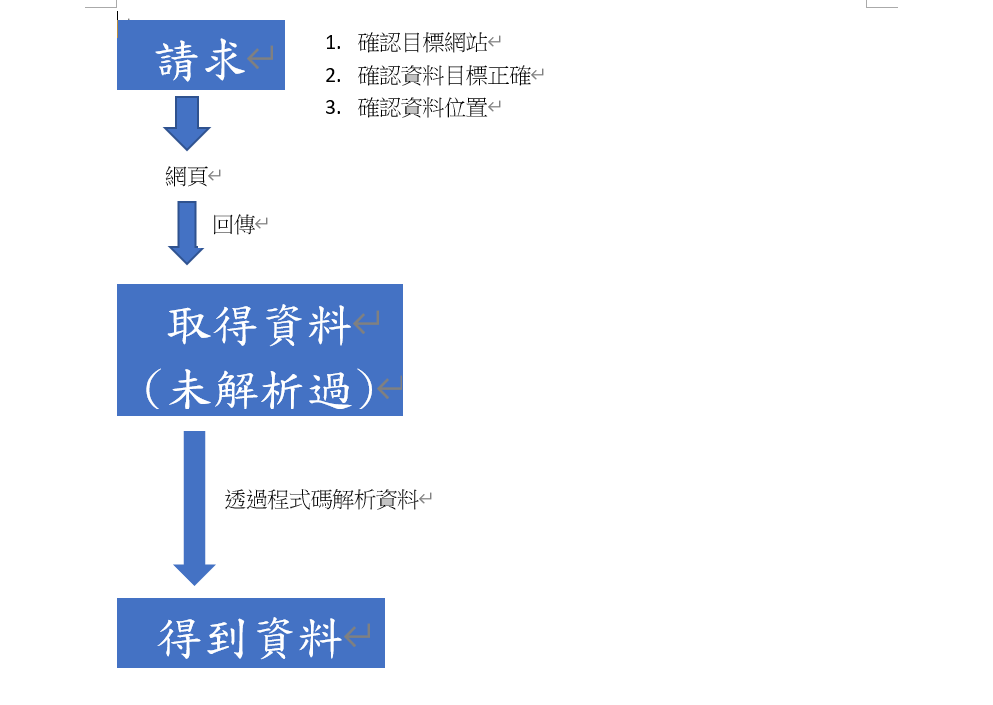 請求
1. 確認目標網站
2. 確認資料目標正確
3. 確認資料位置
網頁
回傳
取得資料
（未解析過）
透過程式碼解析資料
得到資料